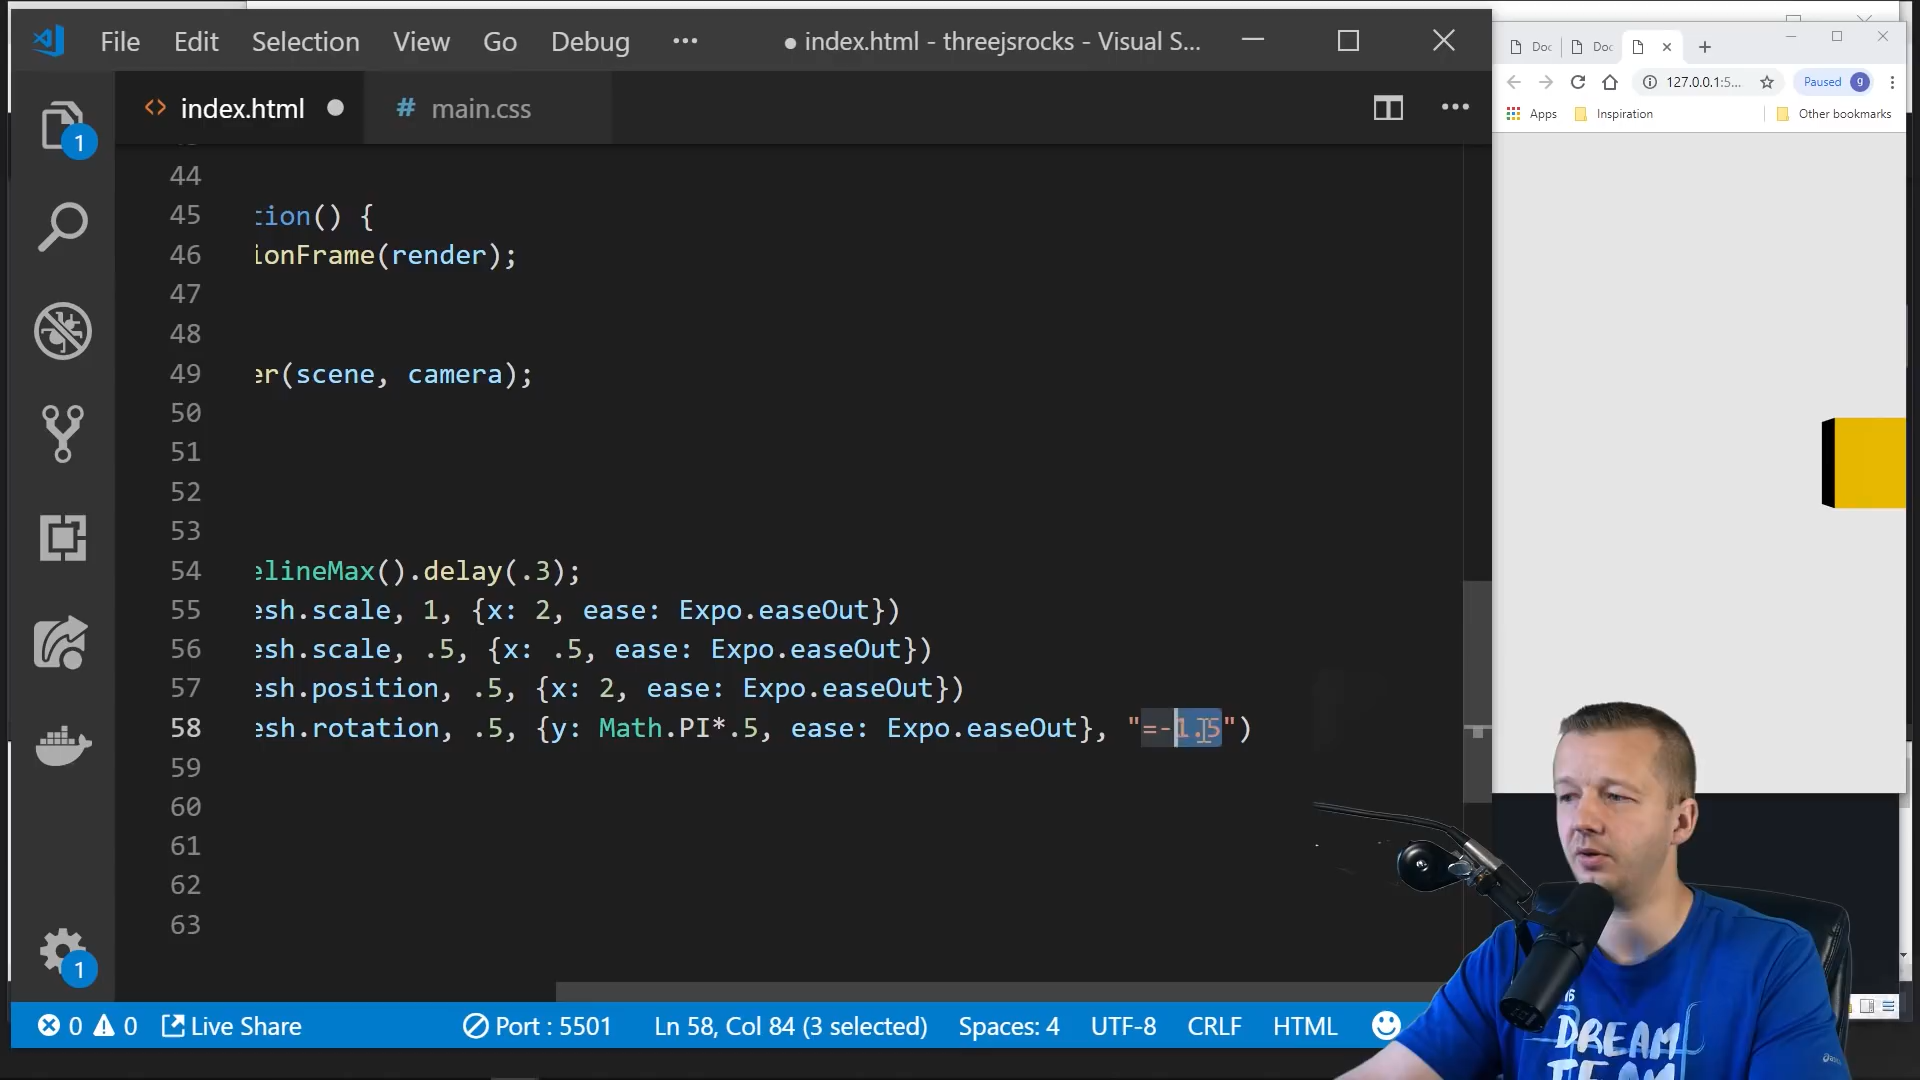 File Edit Selection View Go Debug ••• ● index.html - threejsrocks - Visual S...
<> index.html ● # main.css •••
44
45 tion() {
46 ionFrame(render);
47
48
49 er(scene, camera);
50
51
52
53
54 elineMax().delay(.3);
55 esh.scale, 1, {x: 2, ease: Expo.easeOut})
56 esh.scale, .5, {x: .5, ease: Expo.easeOut})
57 esh.position, .5, {x: 2, ease: Expo.easeOut})
58 esh.rotation, .5, {y: Math.PI*.5, ease: Expo.easeOut}, "=-1.5")
59
60
61
62
63
1
1
0 0 Live Share Port : 5501 Ln 58, Col 84 (3 selected) Spaces: 4 UTF-8 CRLF HTML
Doc Doc
127.0.0.1:5... Paused g
Apps Inspiration Other bookmarks
DREAM
TEAM